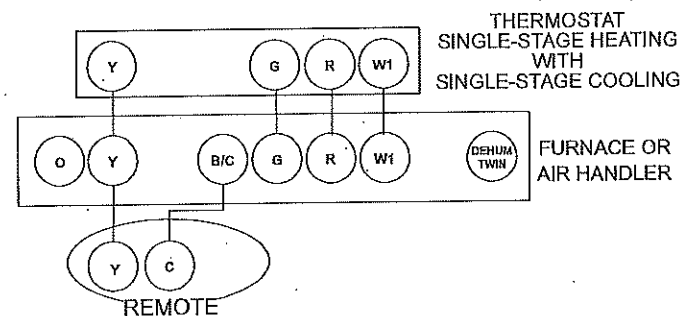 THERMOSTAT
SINGLE-STAGE HEATING
WITH
SINGLE-STAGE COOLING
Y G R W1
O Y B/C G R W1 DEHUM TWIN
FURNACE OR
AIR HANDLER
Y C
REMOTE